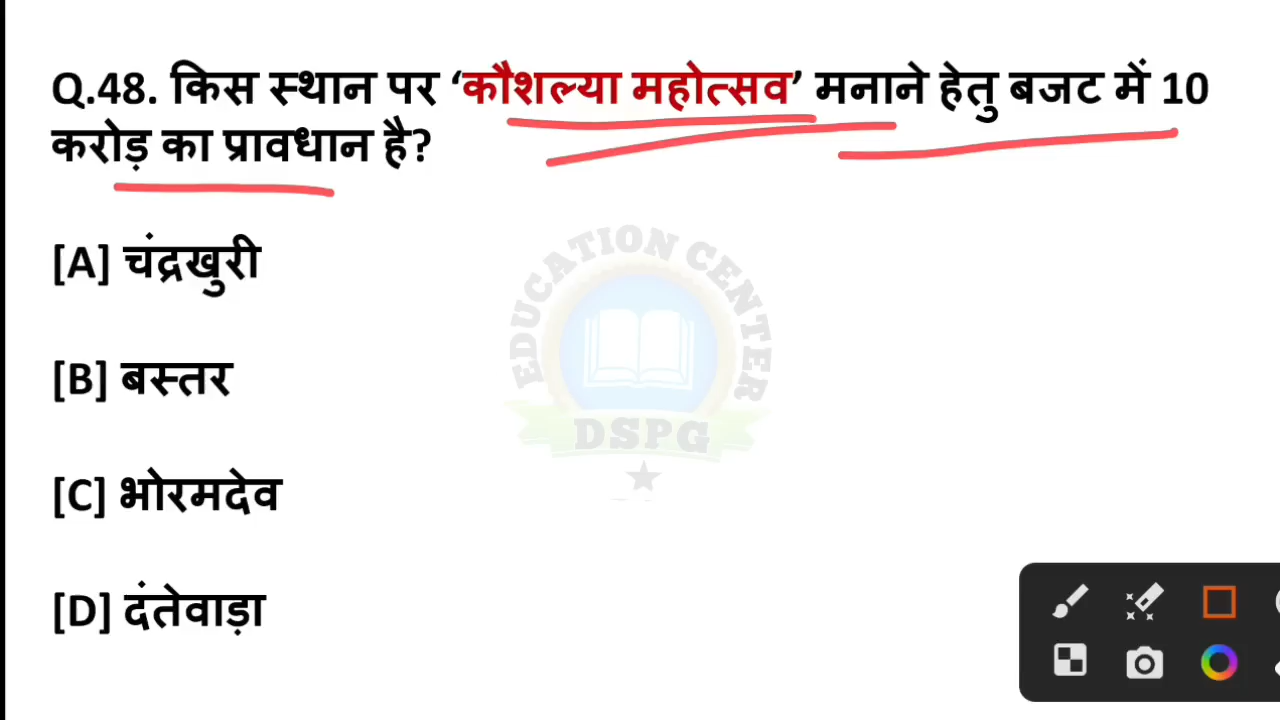 Q.48. किस स्थान पर ‘कौशल्या महोत्सव’ मनाने हेतु बजट में 10
करोड़ का प्रावधान है?
[A] चंद्रखुरी
[B] बस्तर
[C] भोरमदेव
[D] दंतेवाड़ा
EDUCATION CENTER
DSPG